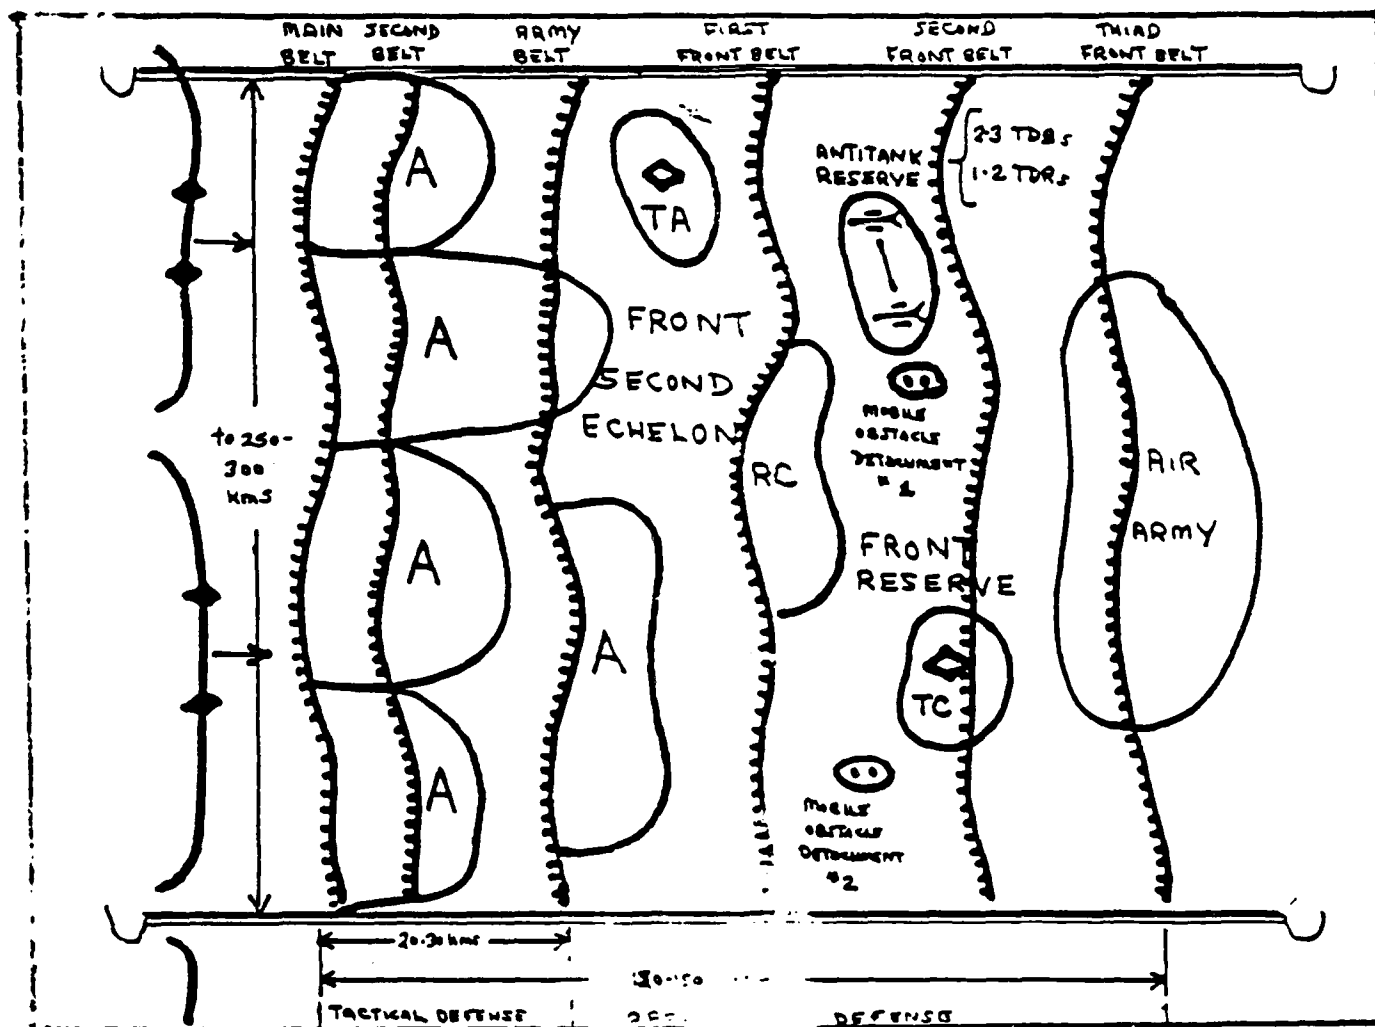 MAIN BELT
SECOND BELT
ARMY BELT
FIRST FRONT BELT
SECOND FRONT BELT
THIAD FRONT BELT
A
TA
ANTITANK
RESERVE
2-3 TDBs
1-2 TDRs
A
FRONT
SECOND
ECHELON
to 250-
300
kms
MOBILE
OBSTACLE
DETACHMENT
#1
RC
AIR
ARMY
A
FRONT
RESERVE
A
TC
A
MOBILE
OBSTACLE
DETACHMENT
#2
20-30 kms
TACTICAL DEFENSE
DEFENSE